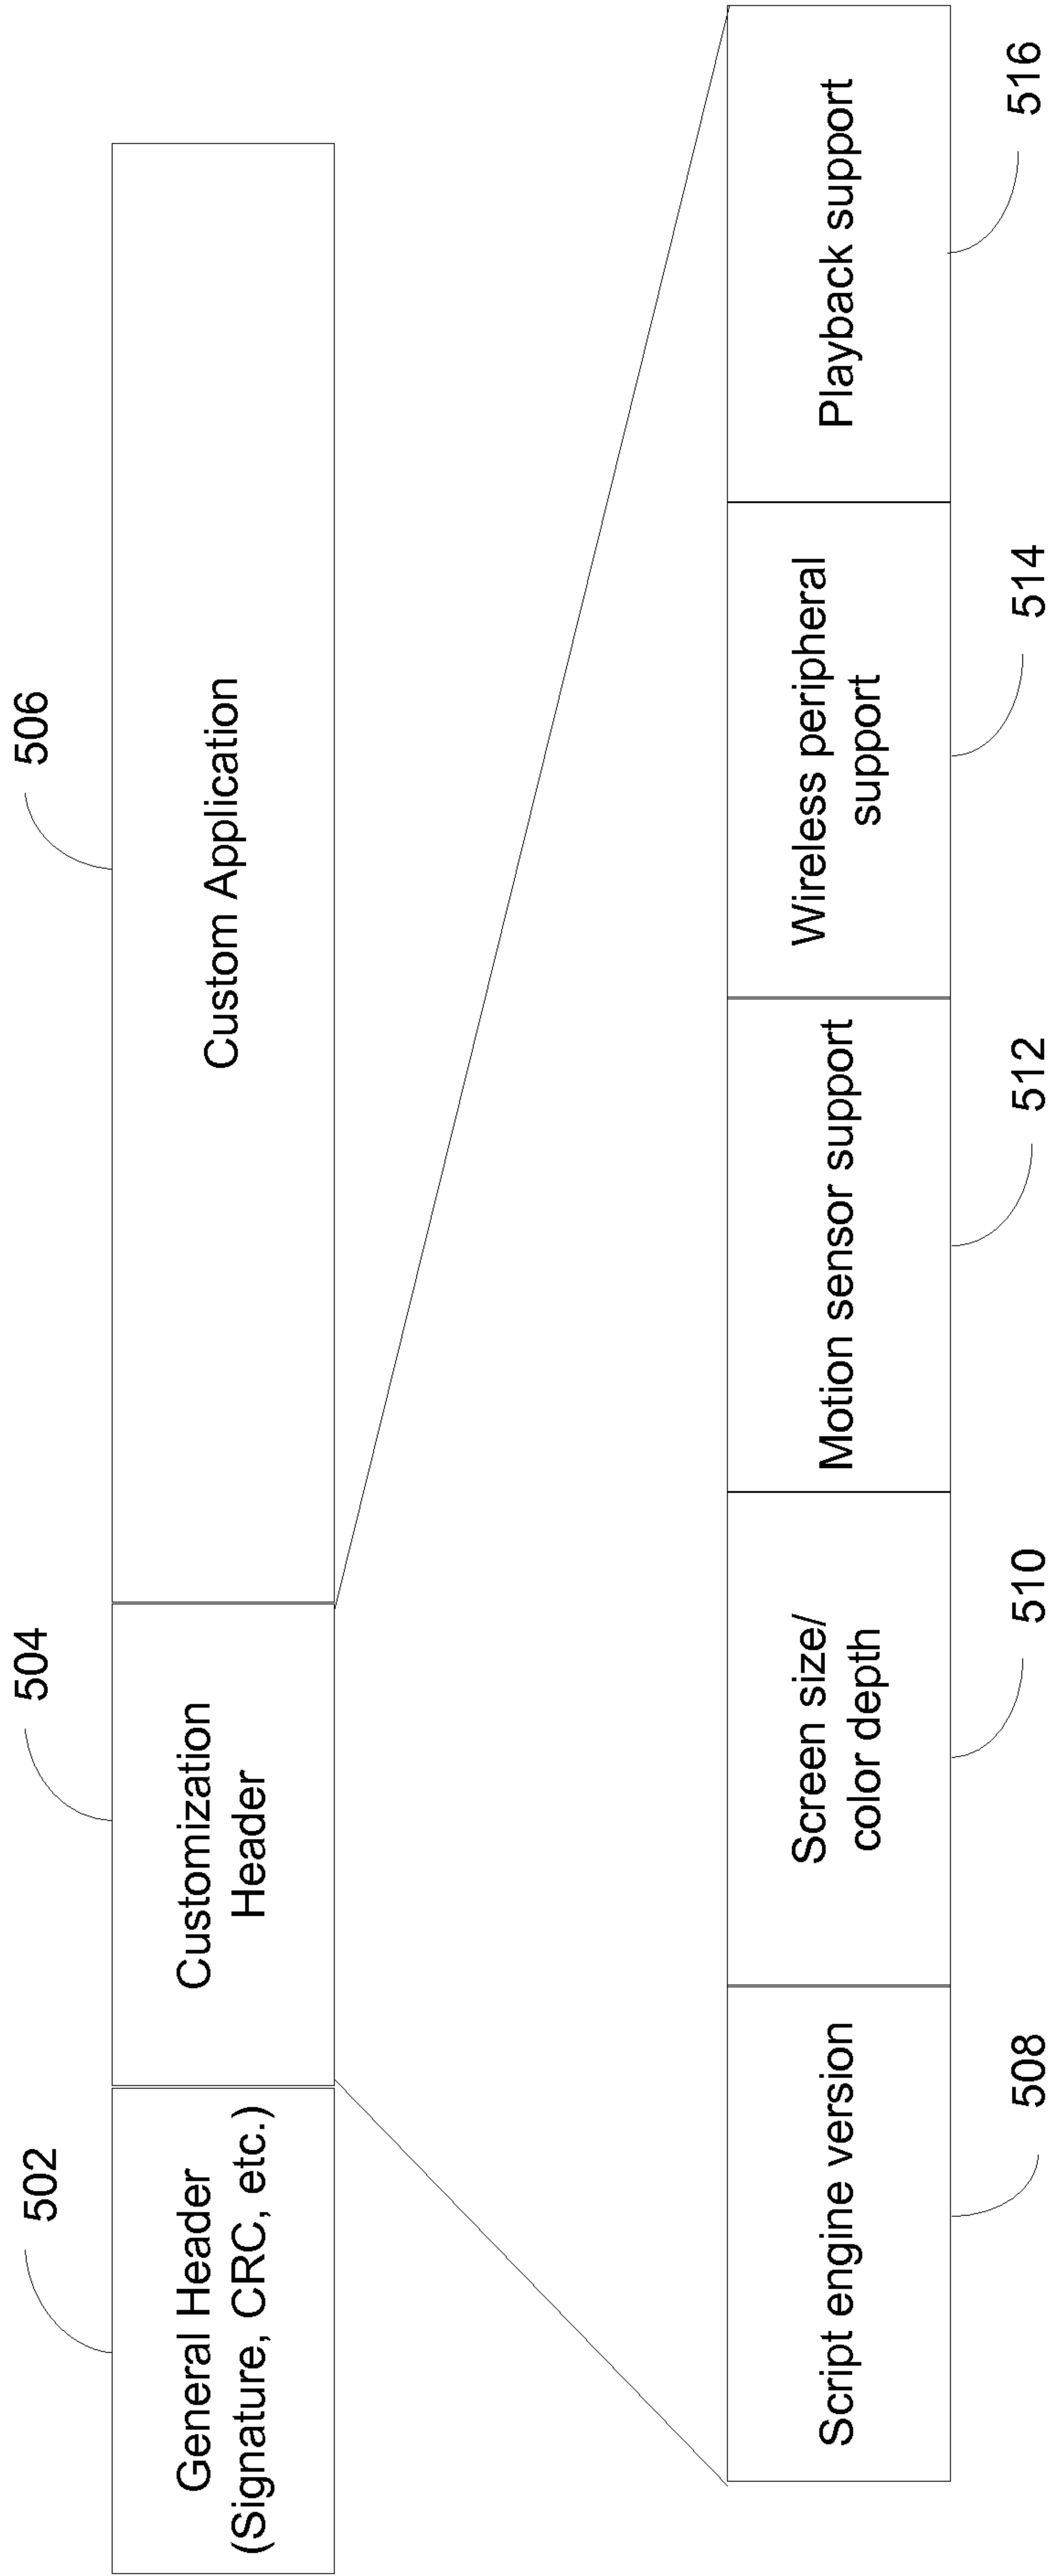 502
504
506
General Header
(Signature, CRC, etc.)
Customization
Header
Custom Application
Script engine version
Screen size/
color depth
Motion sensor support
Wireless peripheral
support
Playback support
508
510
512
514
516